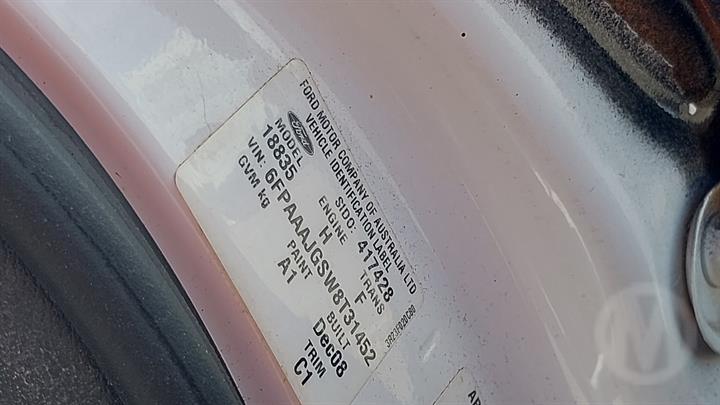 Ford
FORD MOTOR COMPANY OF AUSTRALIA LTD
VEHICLE IDENTIFICATION LABEL
MODEL SIDO: 417428
18835 ENGINE TRANS
H F
VIN: 6FPAAAJGSW8T31452
GVM kg PAINT BUILT TRIM
A1 Dec08 C1
AR
M